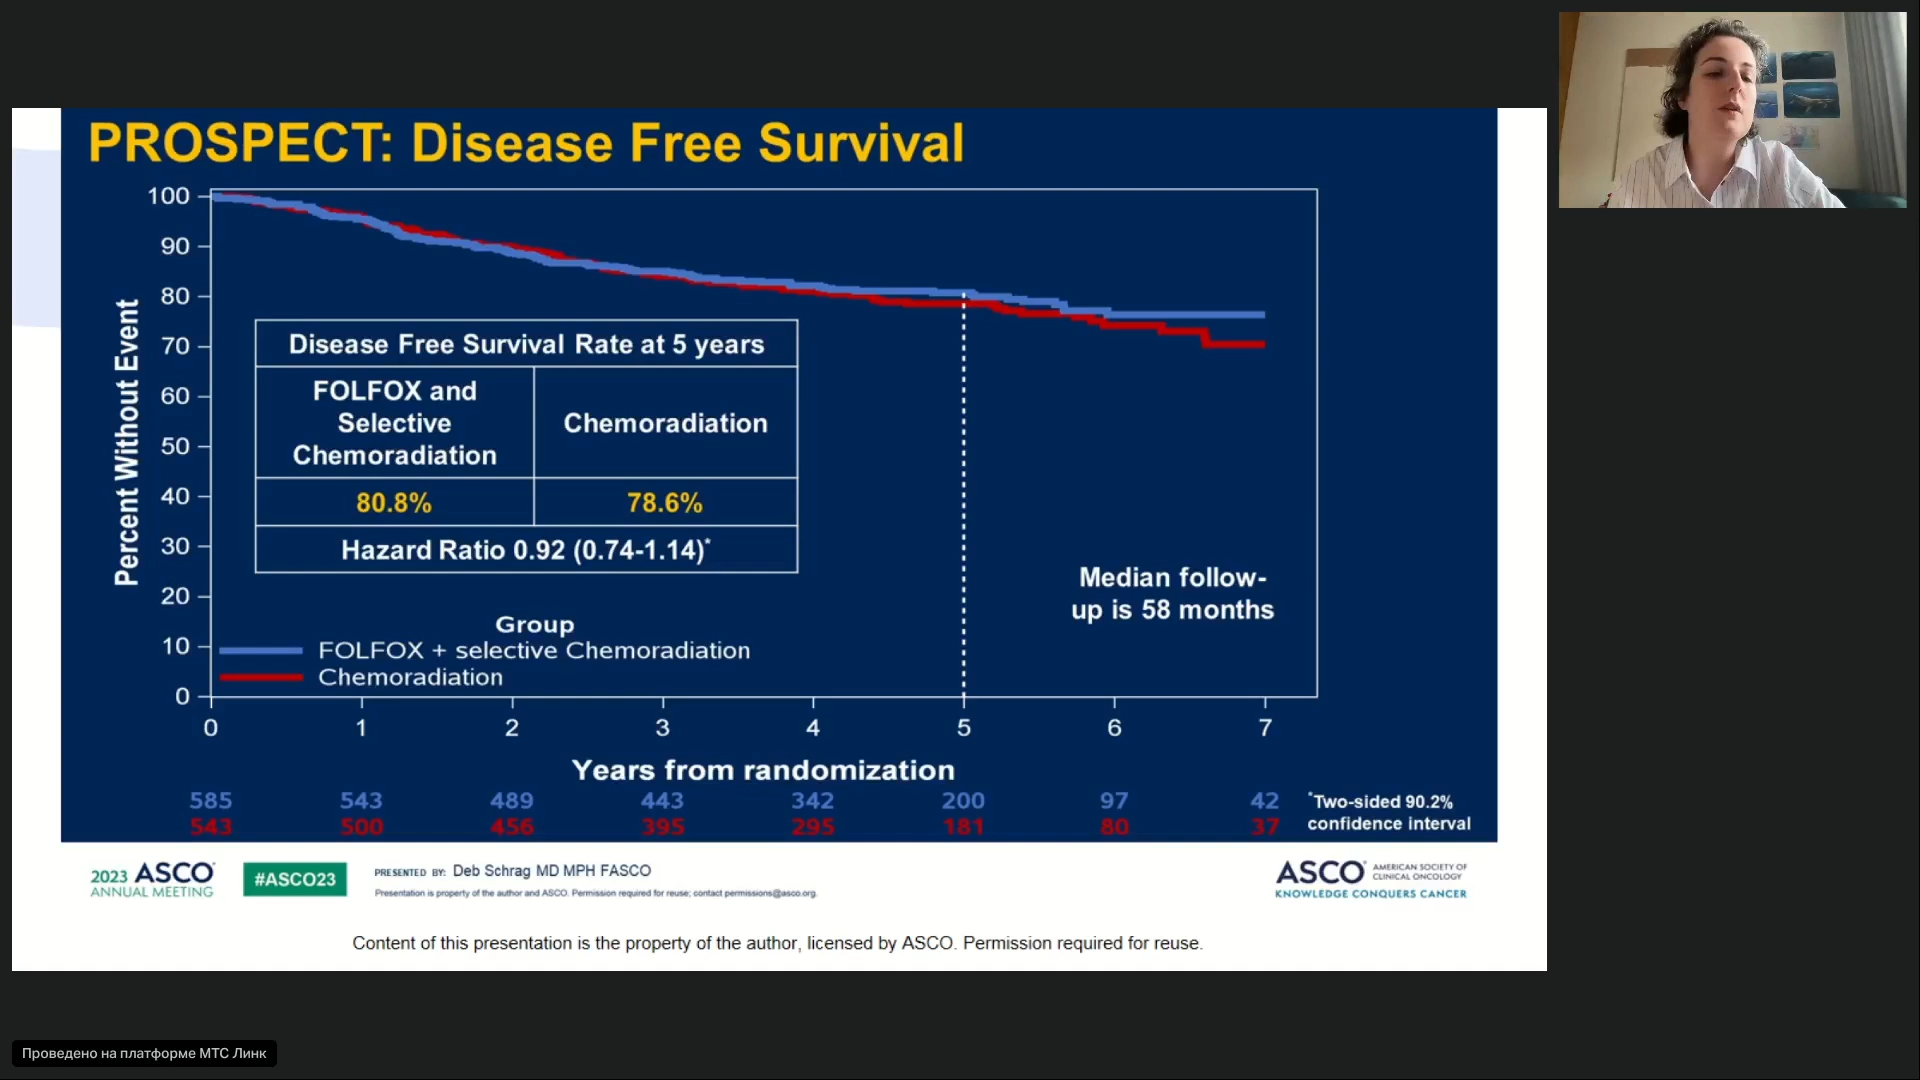 PROSPECT: Disease Free Survival
Percent Without Event
100
90
80
70
60
50
40
30
20
10
0
Disease Free Survival Rate at 5 years
FOLFOX and
Selective
Chemoradiation
Chemoradiation
80.8%
78.6%
Hazard Ratio 0.92 (0.74-1.14)*
Median follow-
up is 58 months
Group
FOLFOX + selective Chemoradiation
Chemoradiation
0 1 2 3 4 5 6 7
Years from randomization
585 543 489 443 342 200 97 42
543 500 456 395 295 181 80 37
*Two-sided 90.2%
confidence interval
2023 ASCO
ANNUAL MEETING
#ASCO23
PRESENTED BY: Deb Schrag MD MPH FASCO
Presentation is property of the author and ASCO. Permission required for reuse; contact permissions@asco.org.
ASCO AMERICAN SOCIETY OF
CLINICAL ONCOLOGY
KNOWLEDGE CONQUERS CANCER
Content of this presentation is the property of the author, licensed by ASCO. Permission required for reuse.
Проведено на платформе МТС Линк